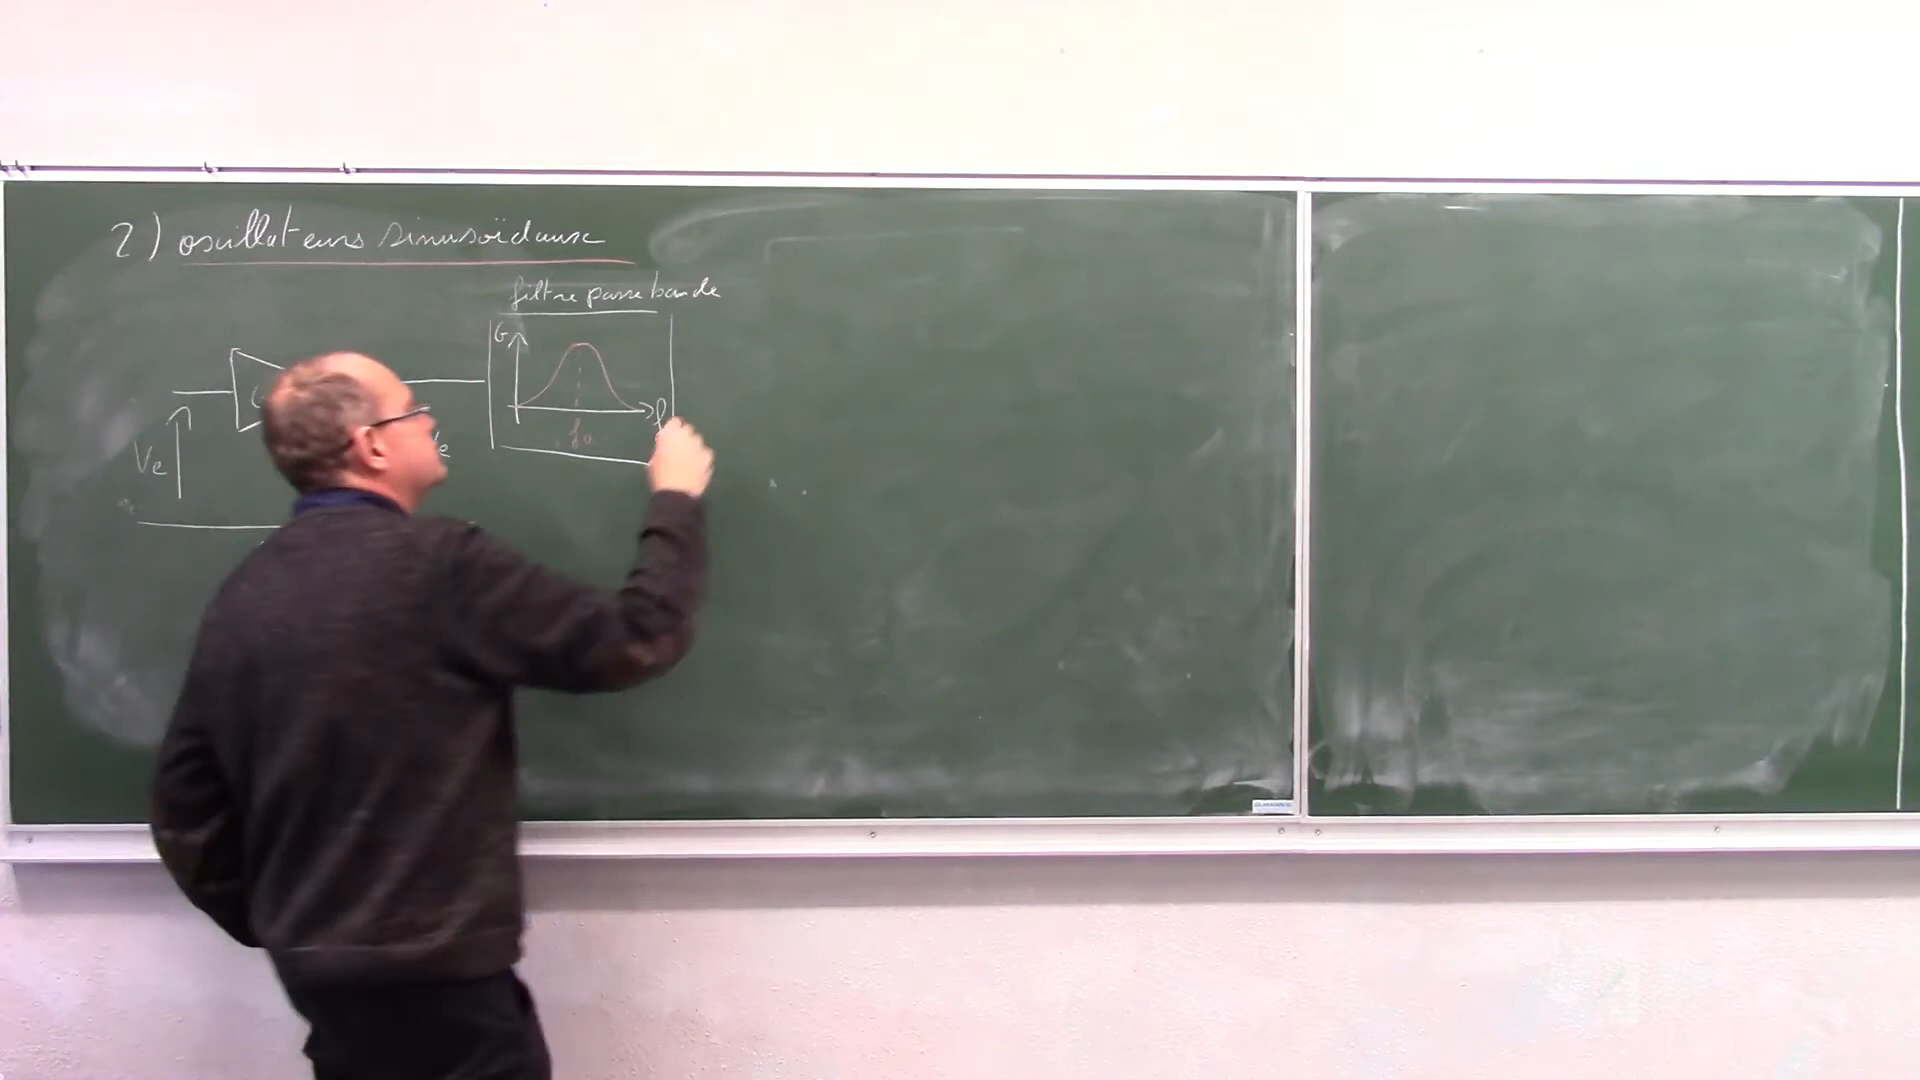 2) oscillateurs sinusoïdaux
filtre passe bande
G
f
Ve
f0